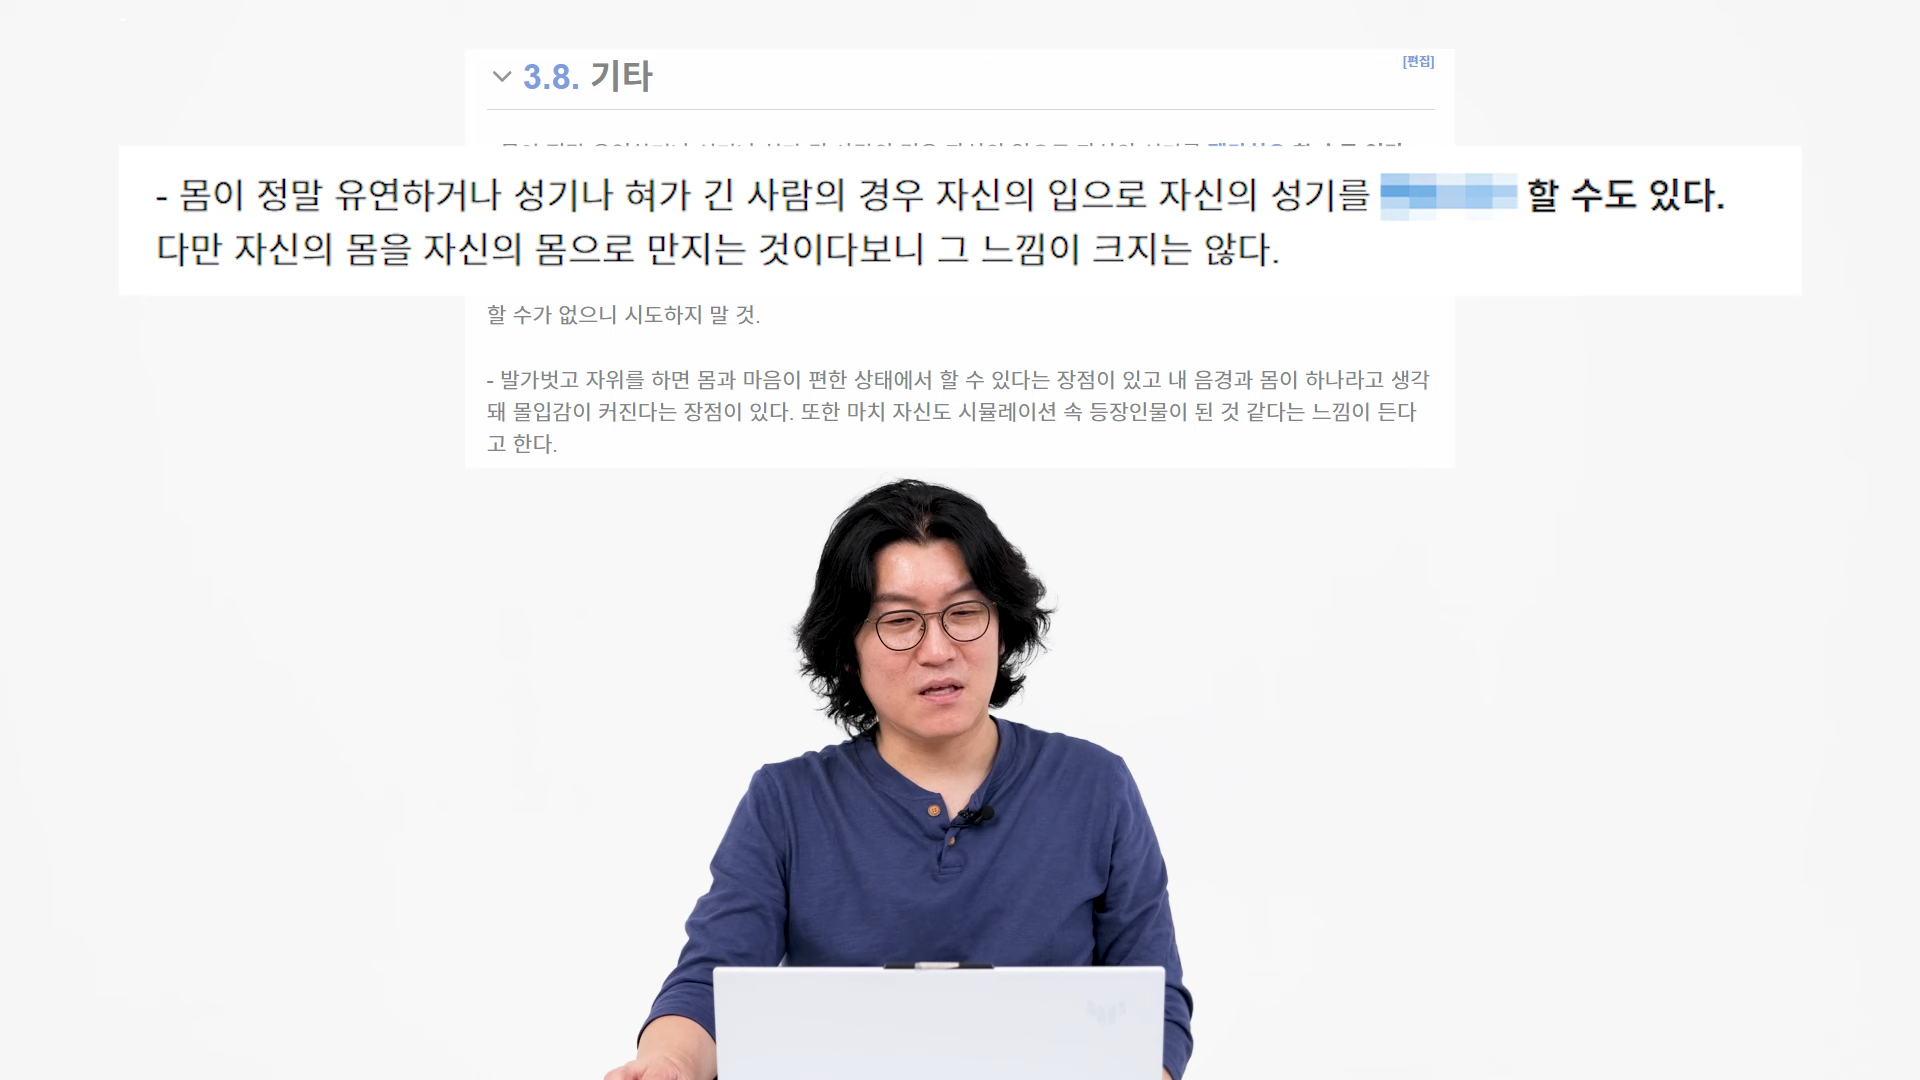 3.8. 기타
[편집]
- 몸이 정말 유연하거나 성기나 혀가 긴 사람의 경우 자신의 입으로 자신의 성기를 할 수도 있다.
다만 자신의 몸을 자신의 몸으로 만지는 것이다보니 그 느낌이 크지는 않다.
할 수가 없으니 시도하지 말 것.
- 발가벗고 자위를 하면 몸과 마음이 편한 상태에서 할 수 있다는 장점이 있고 내 음경과 몸이 하나라고 생각
돼 몰입감이 커진다는 장점이 있다. 또한 마치 자신도 시뮬레이션 속 등장인물이 된 것 같다는 느낌이 든다
고 한다.